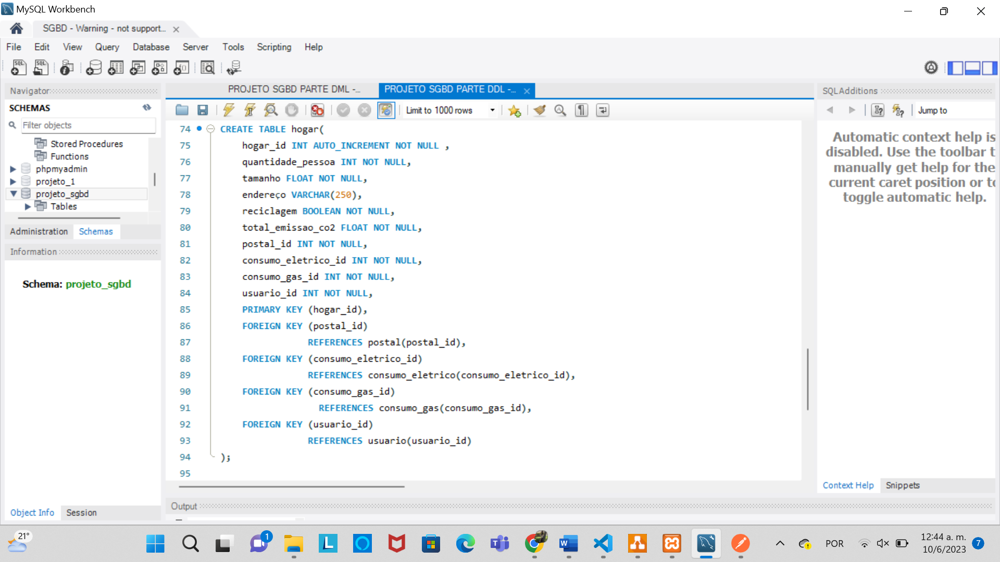 MySQL Workbench
SGBD - Warning - not support...
File Edit View Query Database Server Tools Scripting Help
Navigator
SCHEMAS
Filter objects
Stored Procedures
Functions
phpmyadmin
projeto_1
projeto_sgbd
Tables
Administration Schemas
Information
Schema: projeto_sgbd
Object Info Session
PROJETO SGBD PARTE DML -... PROJETO SGBD PARTE DDL -...
Limit to 1000 rows
74 CREATE TABLE hogar(
75 hogar_id INT AUTO_INCREMENT NOT NULL ,
76 quantidade_pessoa INT NOT NULL,
77 tamanho FLOAT NOT NULL,
78 endereço VARCHAR(250),
79 reciclagem BOOLEAN NOT NULL,
80 total_emissao_co2 FLOAT NOT NULL,
81 postal_id INT NOT NULL,
82 consumo_eletrico_id INT NOT NULL,
83 consumo_gas_id INT NOT NULL,
84 usuario_id INT NOT NULL,
85 PRIMARY KEY (hogar_id),
86 FOREIGN KEY (postal_id)
87 REFERENCES postal(postal_id),
88 FOREIGN KEY (consumo_eletrico_id)
89 REFERENCES consumo_eletrico(consumo_eletrico_id),
90 FOREIGN KEY (consumo_gas_id)
91 REFERENCES consumo_gas(consumo_gas_id),
92 FOREIGN KEY (usuario_id)
93 REFERENCES usuario(usuario_id)
94 );
95
Output
SQLAdditions
Jump to
Automatic context help is
disabled. Use the toolbar t
manually get help for the
current caret position or to
toggle automatic help.
Context Help Snippets
21°
1
POR
12:44 a. m.
10/6/2023
7